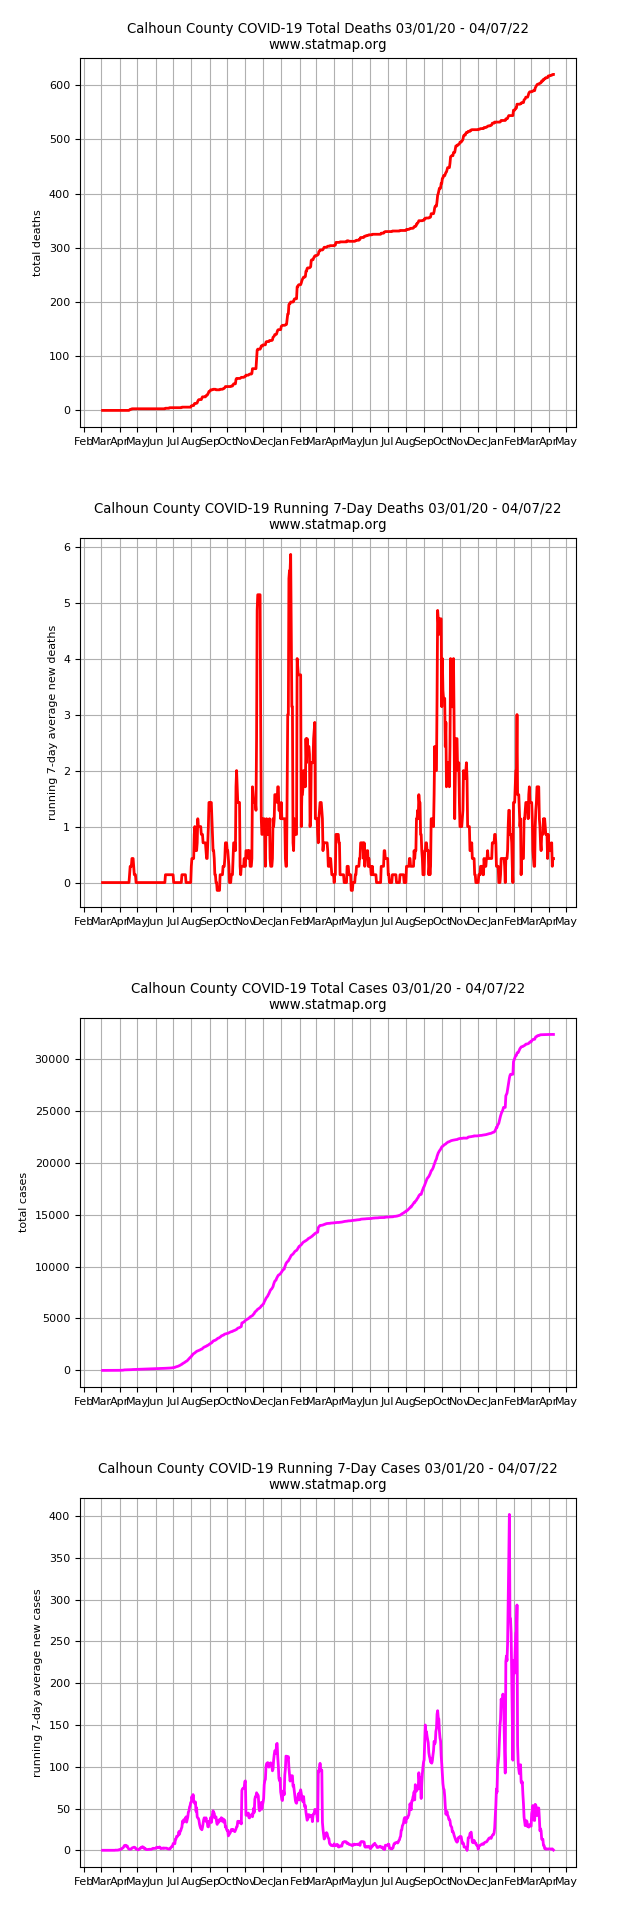 Calhoun County COVID-19 Total Deaths 03/01/20 - 04/07/22
www.statmap.org
600
500
400
300
200
100
0
total deaths
Feb Mar Apr May Jun Jul Aug Sep Oct Nov Dec Jan Feb Mar Apr May Jun Jul Aug Sep Oct Nov Dec Jan Feb Mar Apr May
Calhoun County COVID-19 Running 7-Day Deaths 03/01/20 - 04/07/22
www.statmap.org
6
5
4
3
2
1
0
running 7-day average new deaths
Feb Mar Apr May Jun Jul Aug Sep Oct Nov Dec Jan Feb Mar Apr May Jun Jul Aug Sep Oct Nov Dec Jan Feb Mar Apr May
Calhoun County COVID-19 Total Cases 03/01/20 - 04/07/22
www.statmap.org
30000
25000
20000
15000
10000
5000
0
total cases
Feb Mar Apr May Jun Jul Aug Sep Oct Nov Dec Jan Feb Mar Apr May Jun Jul Aug Sep Oct Nov Dec Jan Feb Mar Apr May
Calhoun County COVID-19 Running 7-Day Cases 03/01/20 - 04/07/22
www.statmap.org
400
350
300
250
200
150
100
50
0
running 7-day average new cases
Feb Mar Apr May Jun Jul Aug Sep Oct Nov Dec Jan Feb Mar Apr May Jun Jul Aug Sep Oct Nov Dec Jan Feb Mar Apr May